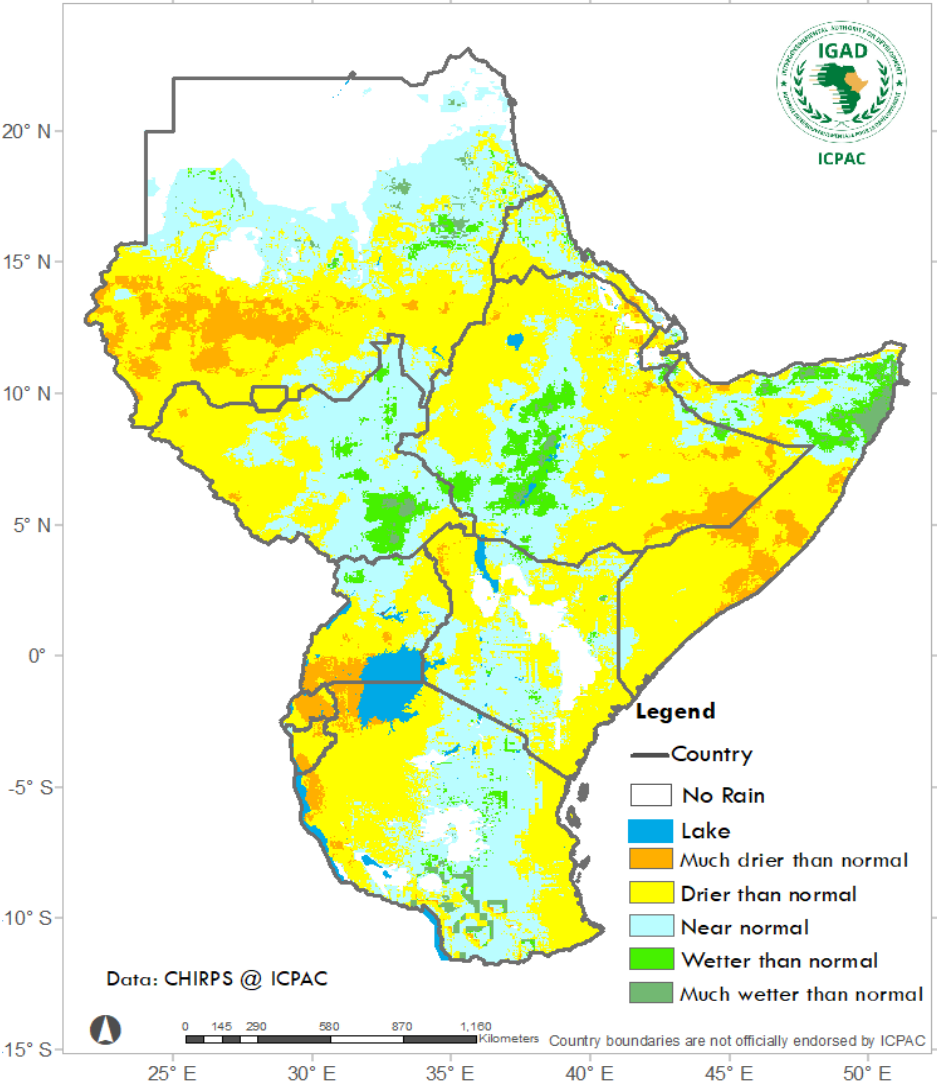 IGAD
ICPAC
20° N
15° N
10° N
5° N
0°
-5° S
-10° S
-15° S
Legend
Country
No Rain
Lake
Much drier than normal
Drier than normal
Near normal
Wetter than normal
Much wetter than normal
Data: CHIRPS @ ICPAC
0 145 290 580 870 1,160
Kilometers
Country boundaries are not officially endorsed by ICPAC
25° E 30° E 35° E 40° E 45° E 50° E